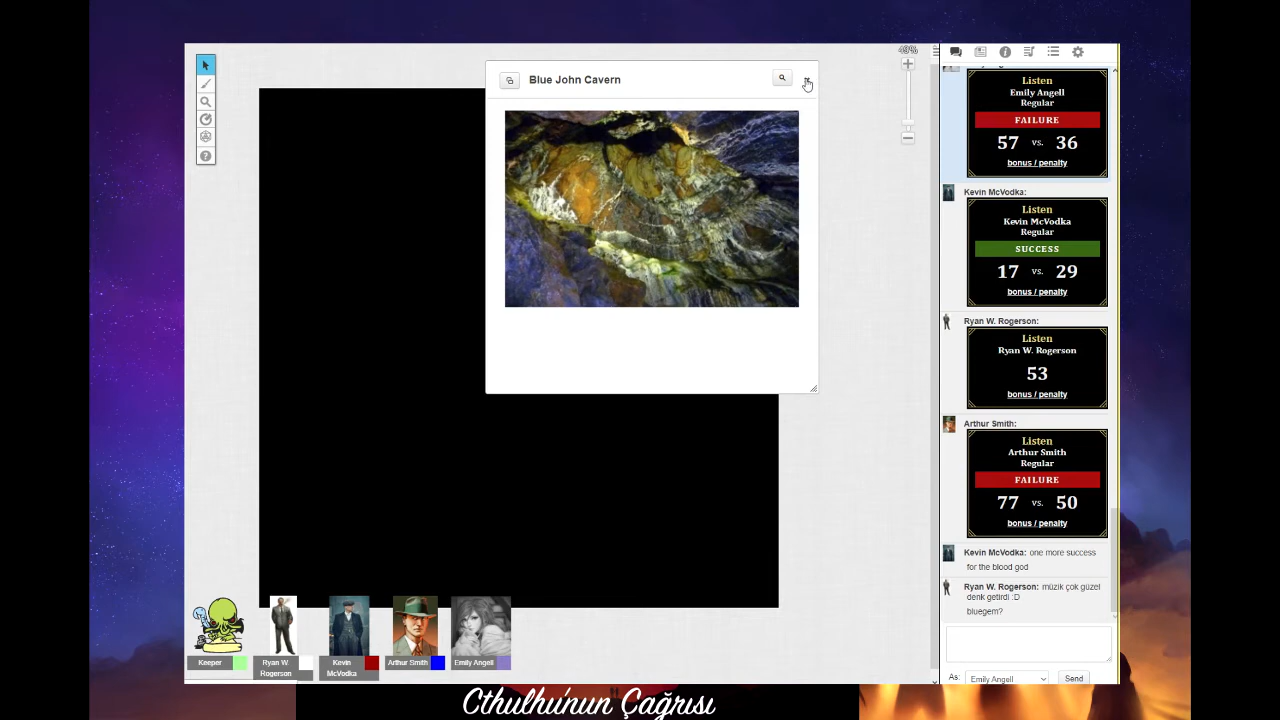 49%
Blue John Cavern
Listen
Emily Angell
Regular
FAILURE
57 vs. 36
bonus / penalty
Kevin McVodka:
Listen
Kevin McVodka
Regular
SUCCESS
17 vs. 29
bonus / penalty
Ryan W. Rogerson:
Listen
Ryan W. Rogerson
53
bonus / penalty
Arthur Smith:
Listen
Arthur Smith
Regular
FAILURE
77 vs. 50
bonus / penalty
Kevin McVodka: one more success
for the blood god
Ryan W. Rogerson: müzik çok güzel
denk getirdi :D
bluegem?
As: Emily Angell Send
Keeper
Ryan W.
Rogerson
Kevin
McVodka
Arthur Smith
Emily Angell
Cthulhu'nun Çağrısı